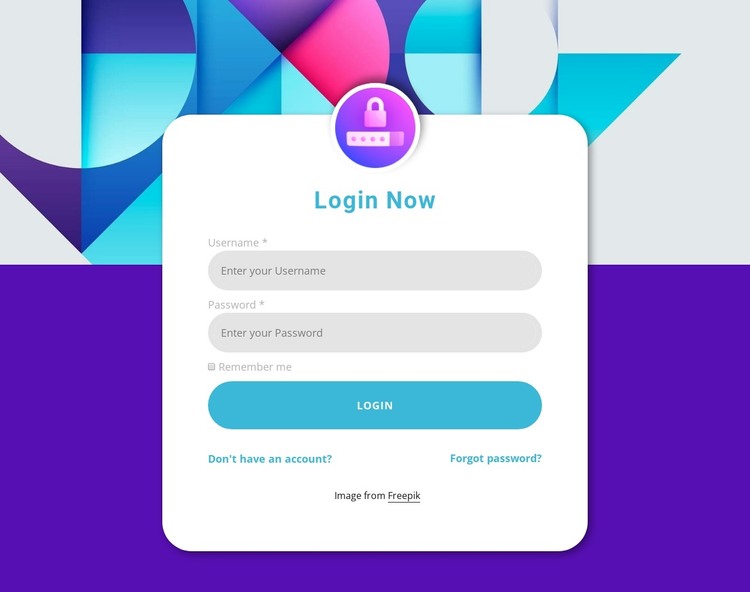 Login Now
Username *
Enter your Username
Password *
Enter your Password
Remember me
LOGIN
Don't have an account? Forgot password?
Image from Freepik